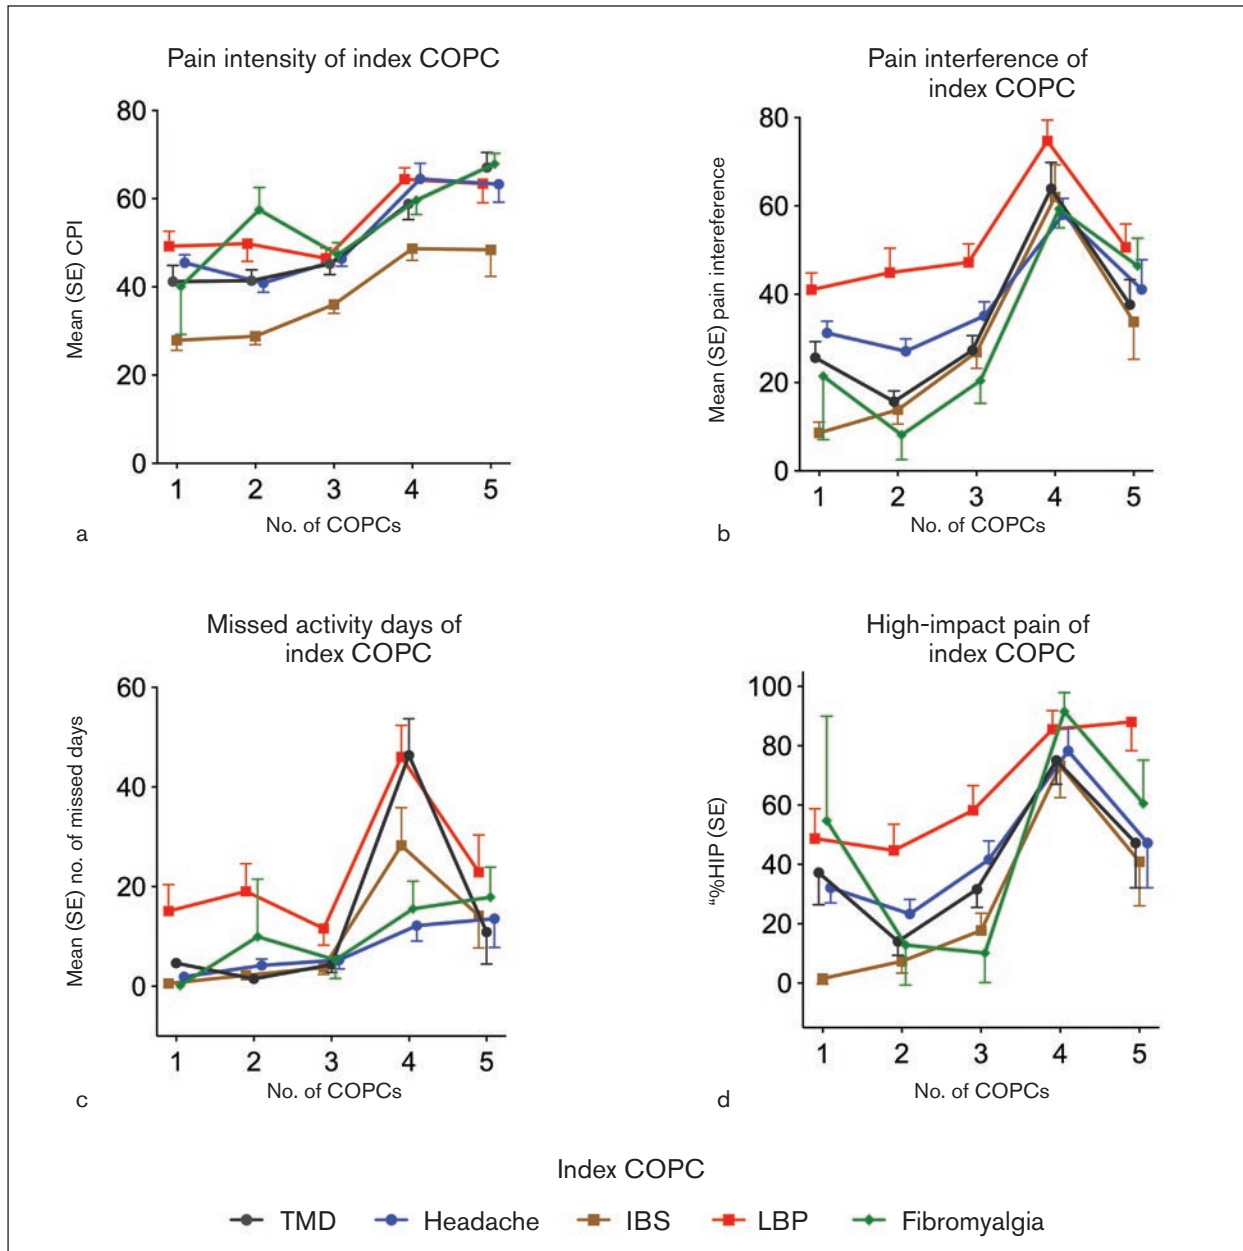 Pain intensity of index COPC
80
60
40
20
0
Mean (SE) CPI
1 2 3 4 5
No. of COPCs
a
Pain interference of
index COPC
80
60
40
20
0
Mean (SE) pain intereference
1 2 3 4 5
No. of COPCs
b
Missed activity days of
index COPC
60
40
20
0
Mean (SE) no. of missed days
1 2 3 4 5
No. of COPCs
c
High-impact pain of
index COPC
100
80
60
40
20
0
“%HIP (SE)
1 2 3 4 5
No. of COPCs
d
Index COPC
TMD Headache IBS LBP Fibromyalgia